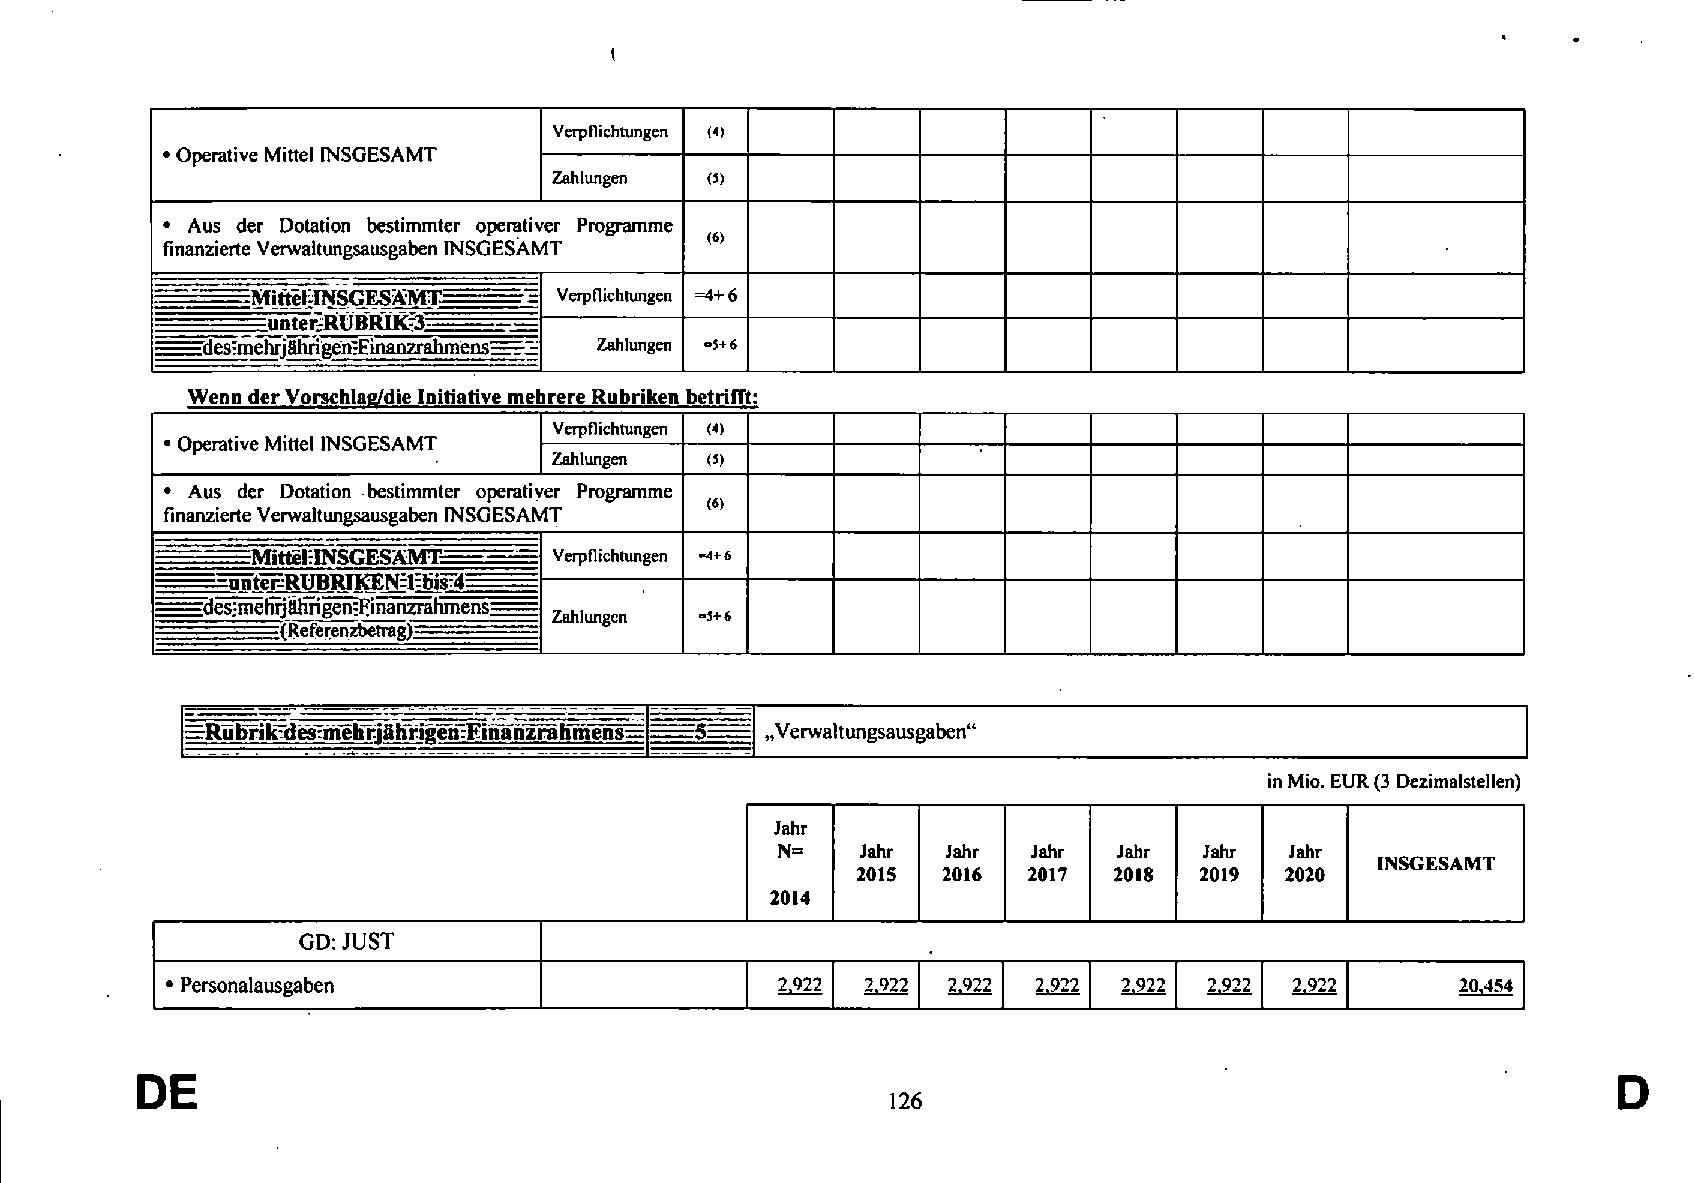 Verpflichtungen (4)
• Operative Mittel INSGESAMT
Zahlungen (5)
• Aus der Dotation bestimmter operativer Programme
finanzierte Verwaltungsausgaben INSGESAMT (6)
Mittel INSGESAMT Verpflichtungen =4+ 6
unter RUBRIK 3
des mehrjährigen Finanzrahmens Zahlungen =5+ 6
Wenn der Vorschlag/die Initiative mehrere Rubriken betrifft:
Verpflichtungen (4)
• Operative Mittel INSGESAMT
Zahlungen (5)
• Aus der Dotation bestimmter operativer Programme
finanzierte Verwaltungsausgaben INSGESAMT (6)
Mittel INSGESAMT Verpflichtungen =4+ 6
unter RUBRIKEN 1 bis 4
des mehrjährigen Finanzrahmens
(Referenzbetrag) Zahlungen =5+ 6
Rubrik des mehrjährigen Finanzrahmens 5 „Verwaltungsausgaben“
in Mio. EUR (3 Dezimalstellen)
Jahr
N= Jahr Jahr Jahr Jahr Jahr Jahr
2015 2016 2017 2018 2019 2020 INSGESAMT
2014
GD: JUST
• Personalausgaben 2,922 2,922 2,922 2,922 2,922 2,922 2,922 20,454
DE 126 D